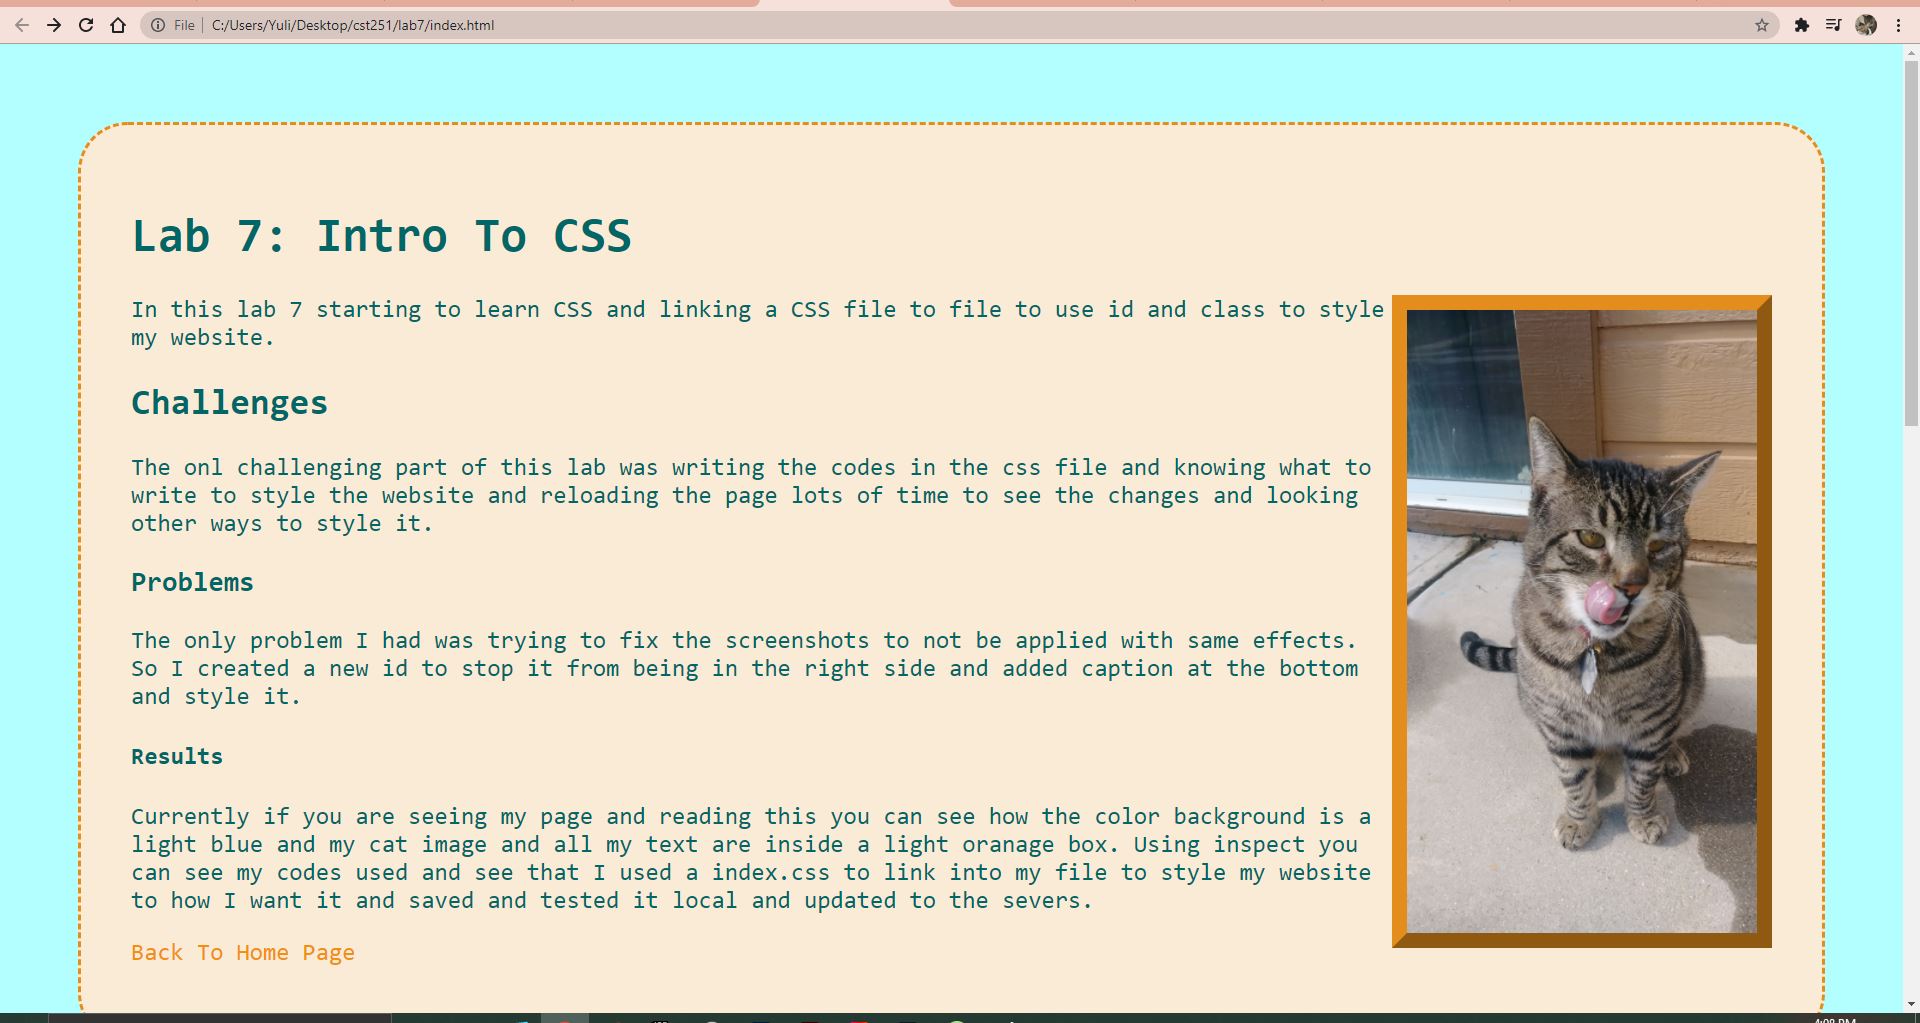 File
C:/Users/Yuli/Desktop/cst251/lab7/index.html
Lab 7: Intro To CSS
In this lab 7 starting to learn CSS and linking a CSS file to file to use id and class to style
my website.
Challenges
The onl challenging part of this lab was writing the codes in the css file and knowing what to
write to style the website and reloading the page lots of time to see the changes and looking
other ways to style it.
Problems
The only problem I had was trying to fix the screenshots to not be applied with same effects.
So I created a new id to stop it from being in the right side and added caption at the bottom
and style it.
Results
Currently if you are seeing my page and reading this you can see how the color background is a
light blue and my cat image and all my text are inside a light oranage box. Using inspect you
can see my codes used and see that I used a index.css to link into my file to style my website
to how I want it and saved and tested it local and updated to the severs.
Back To Home Page